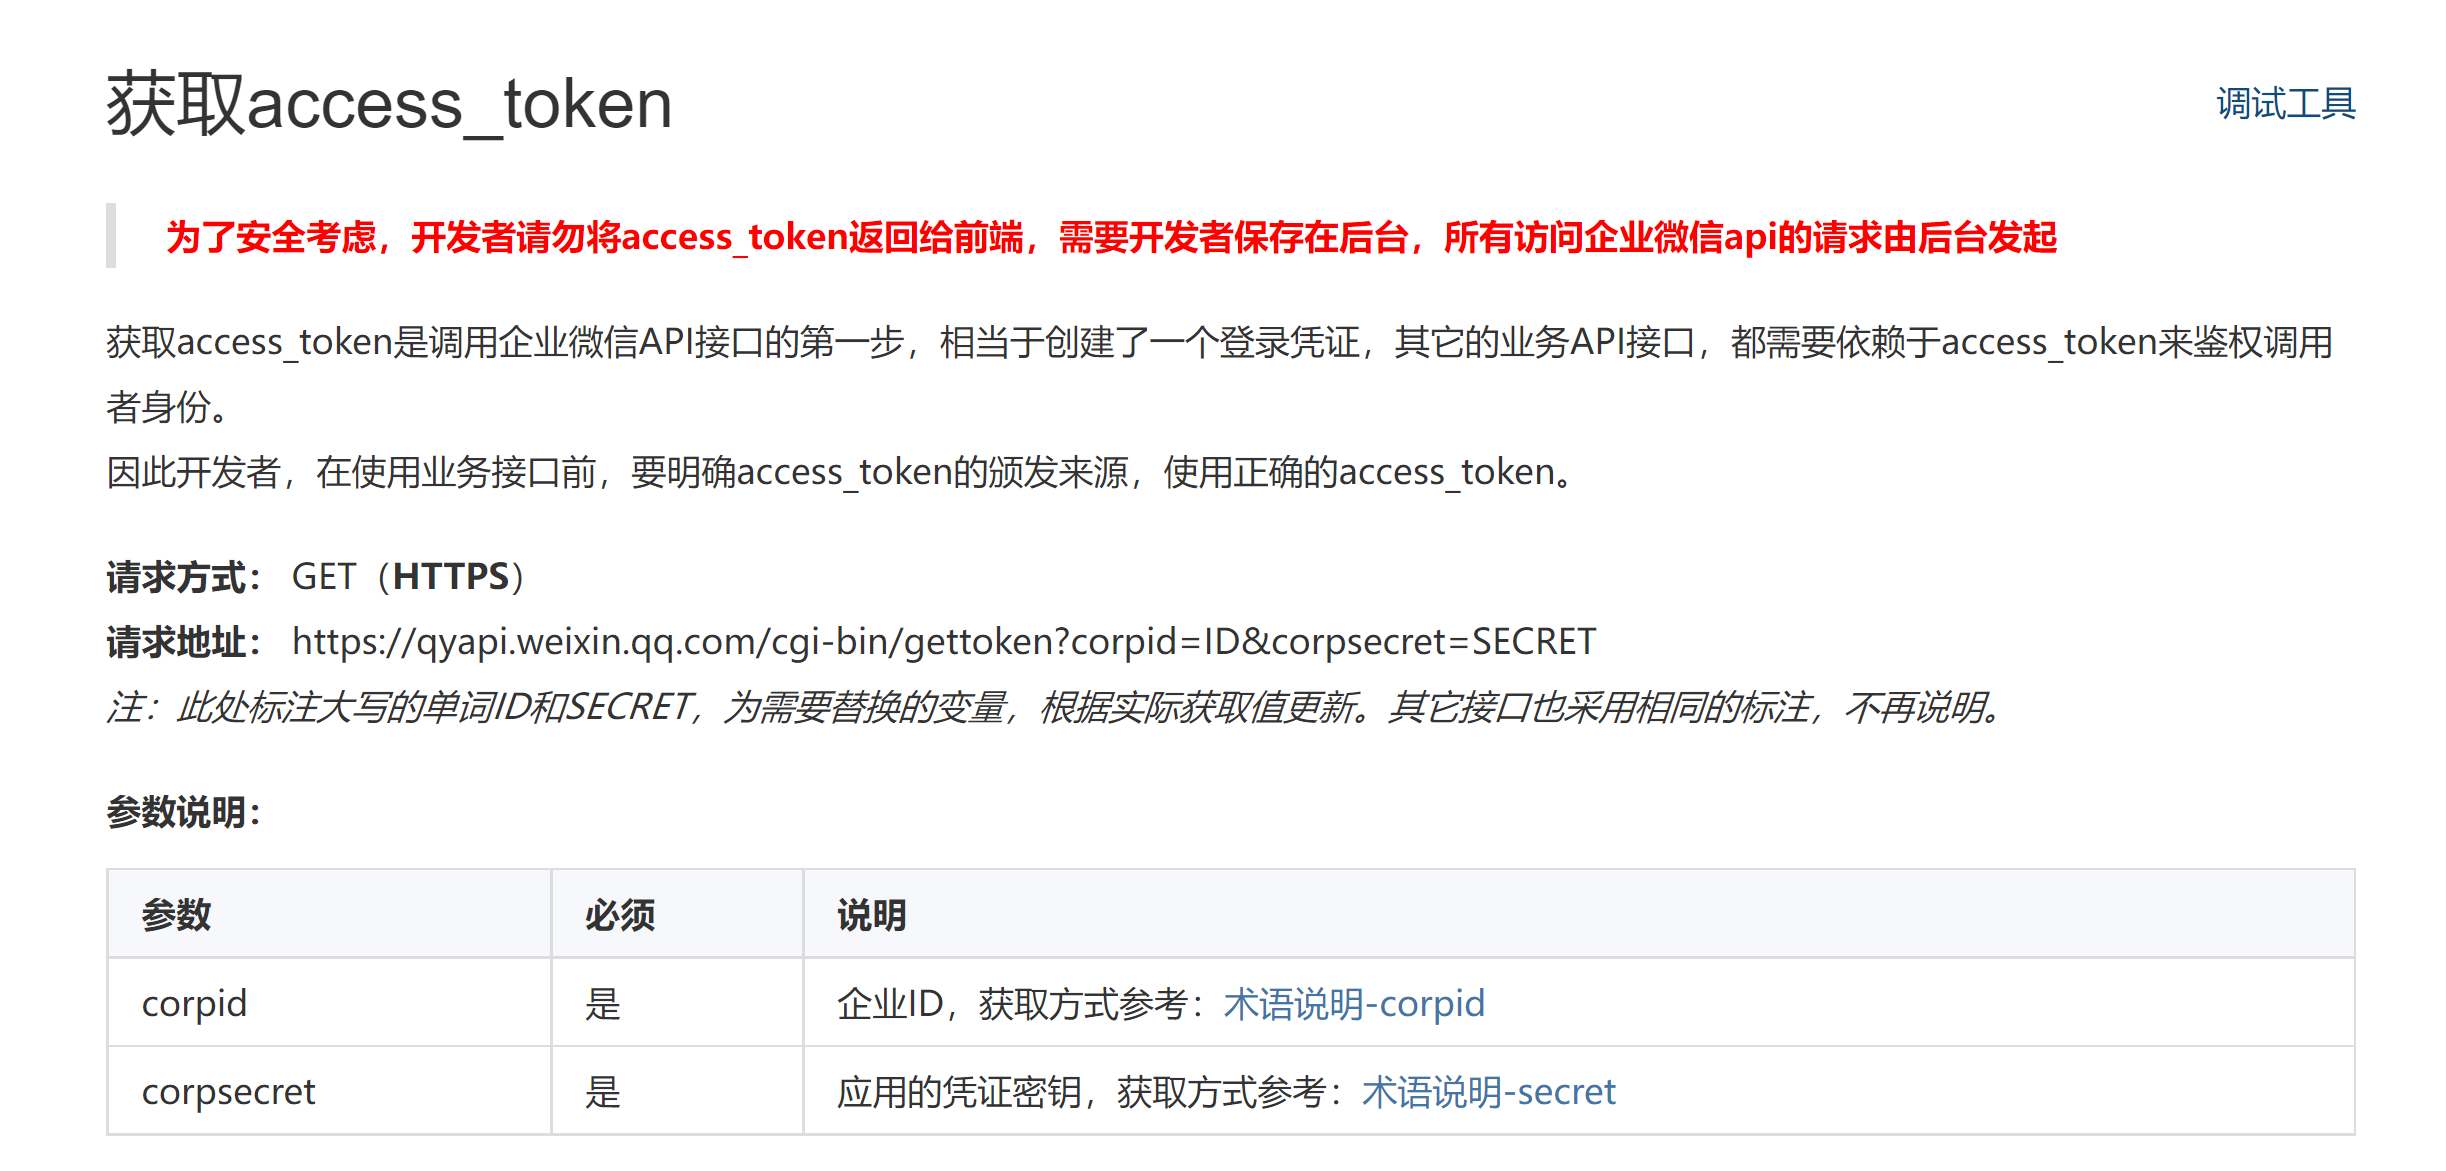 获取access_token
调试工具
为了安全考虑，开发者请勿将access_token返回给前端，需要开发者保存在后台，所有访问企业微信api的请求由后台发起
获取access_token是调用企业微信API接口的第一步，相当于创建了一个登录凭证，其它的业务API接口，都需要依赖于access_token来鉴权调用
者身份。
因此开发者，在使用业务接口前，要明确access_token的颁发来源，使用正确的access_token。
请求方式： GET（HTTPS）
请求地址： https://qyapi.weixin.qq.com/cgi-bin/gettoken?corpid=ID&corpsecret=SECRET
注：此处标注大写的单词ID和SECRET，为需要替换的变量，根据实际获取值更新。其它接口也采用相同的标注，不再说明。
参数说明：
参数 必须 说明
corpid 是 企业ID，获取方式参考：术语说明-corpid
corpsecret 是 应用的凭证密钥，获取方式参考：术语说明-secret